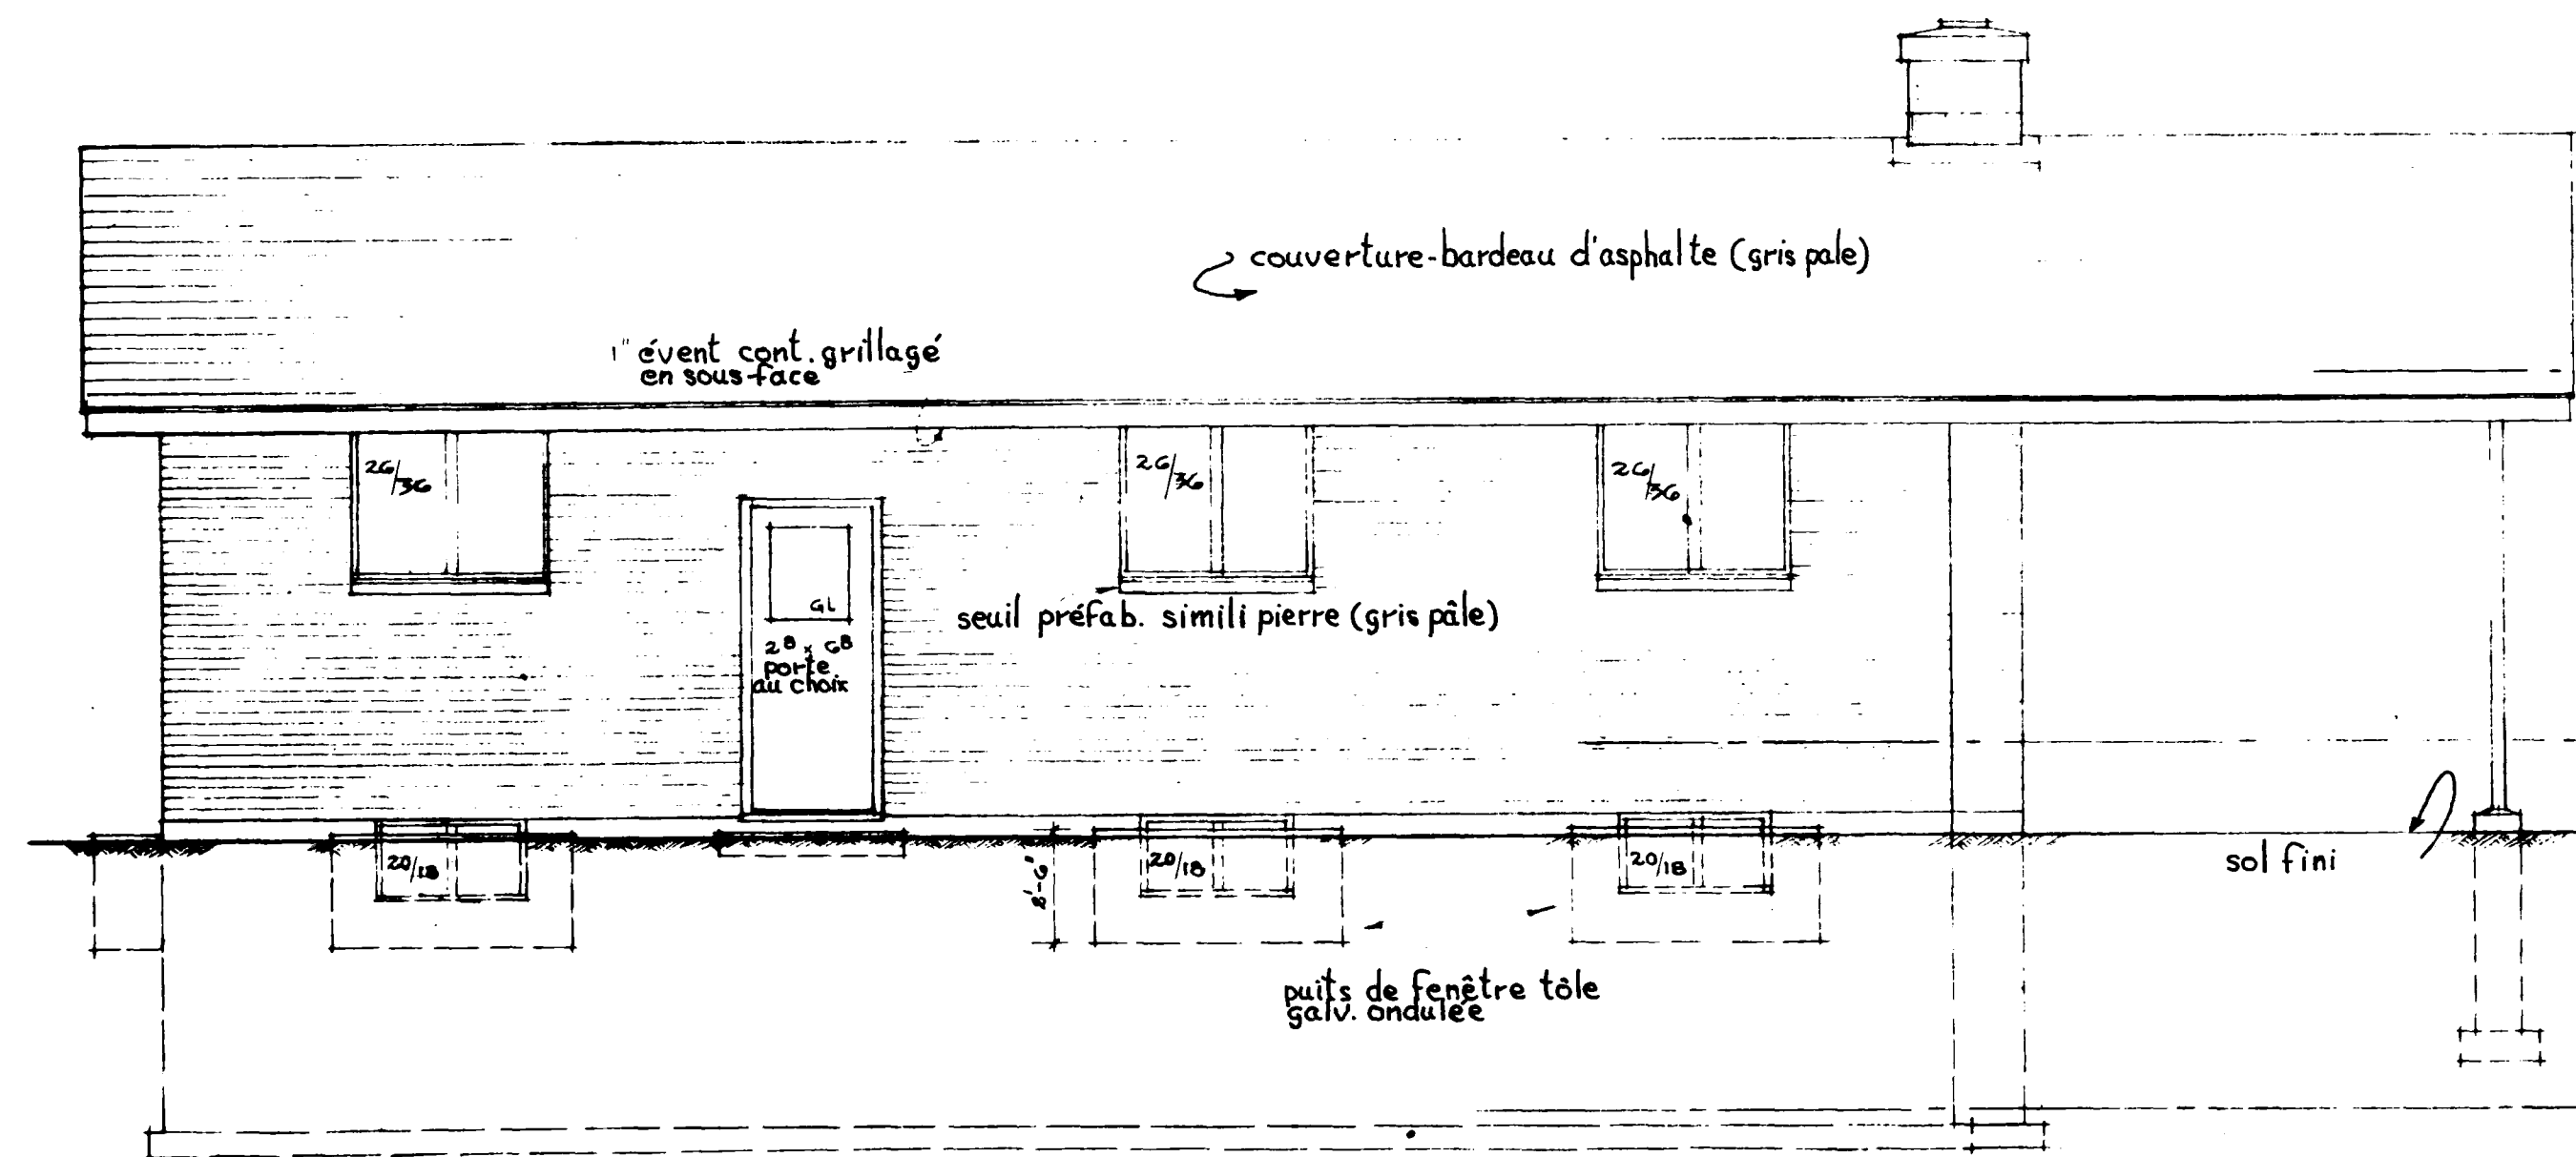 couverture-bardeau d'asphalte (gris pale)
1" évent cont. grillagé
en sous-face
26/36
26/36
26/36
GL
2⁸ x 6⁸
porte
au choix
seuil préfab. simili pierre (gris pâle)
20/18
2'-6"
20/18
20/18
sol fini
puits de fenêtre tôle
galv. ondulée